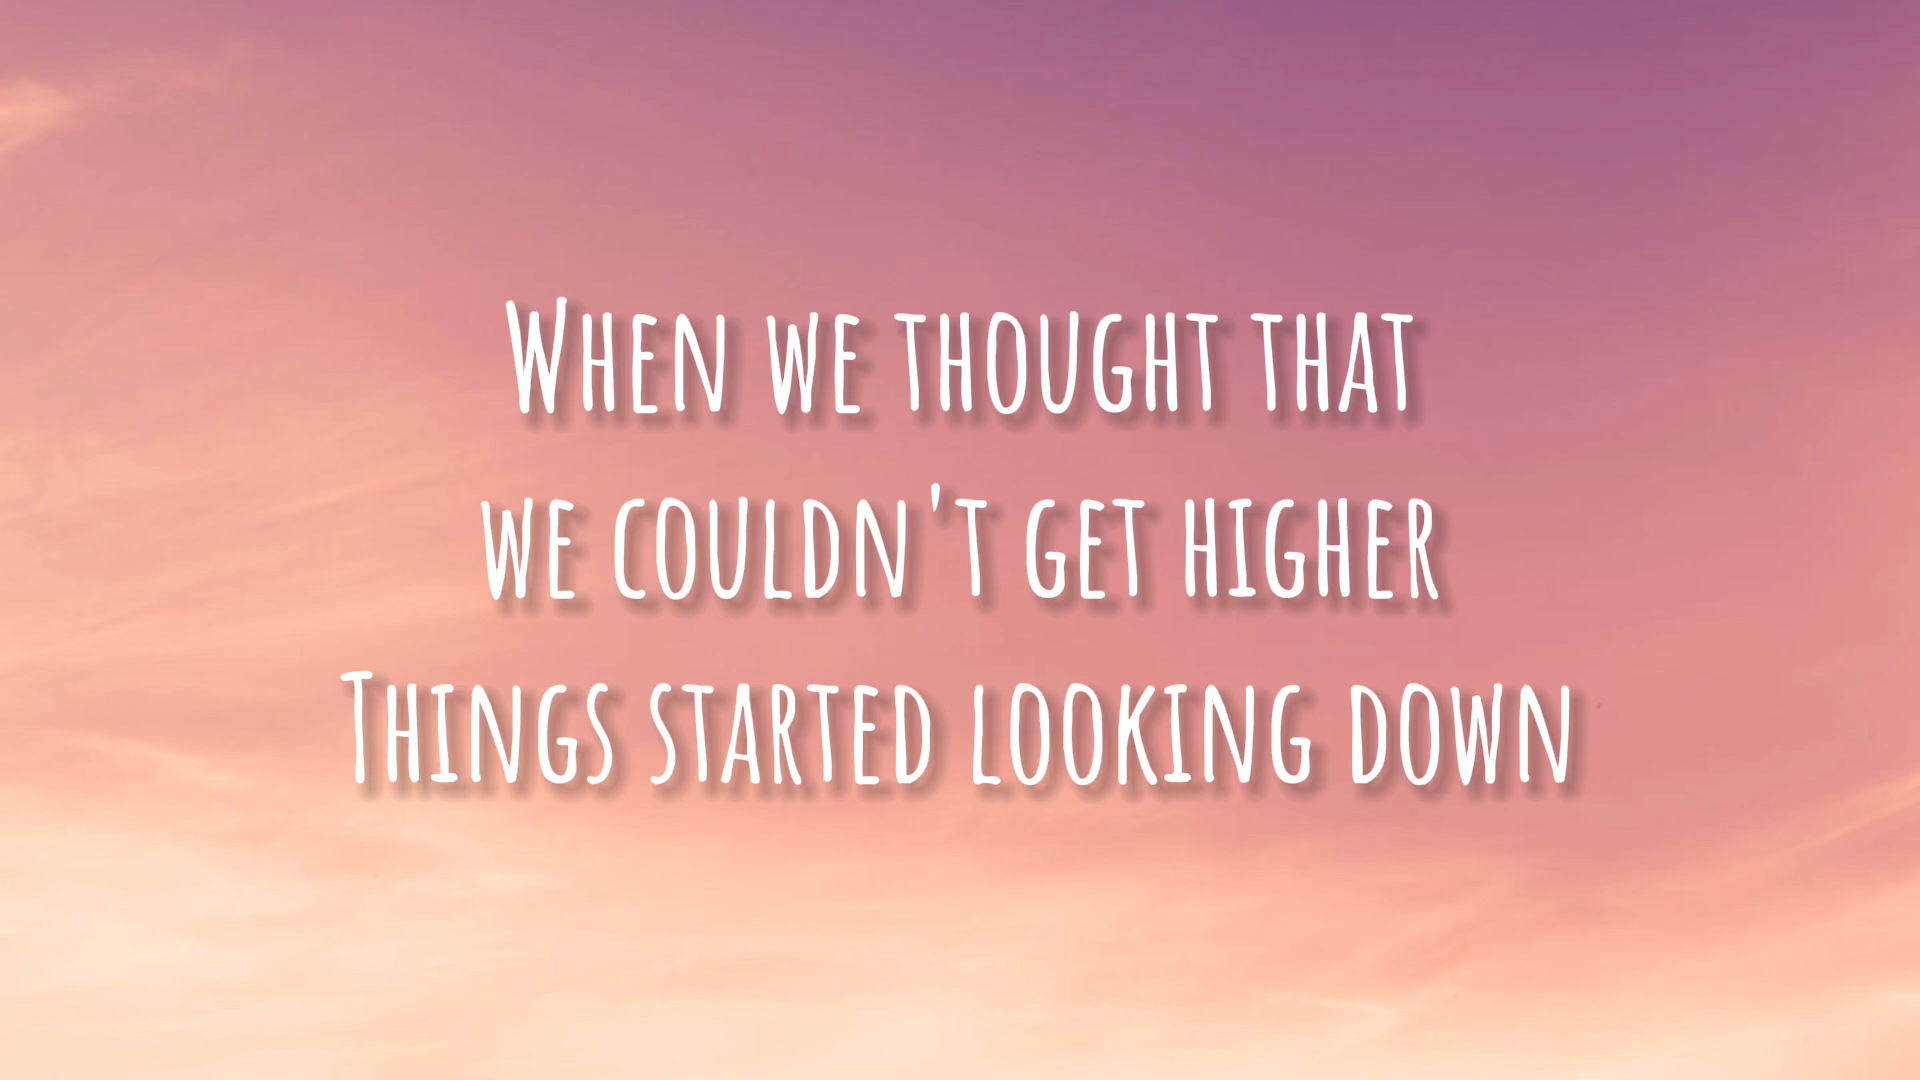 When we thought that
we couldn't get higher
Things started looking down